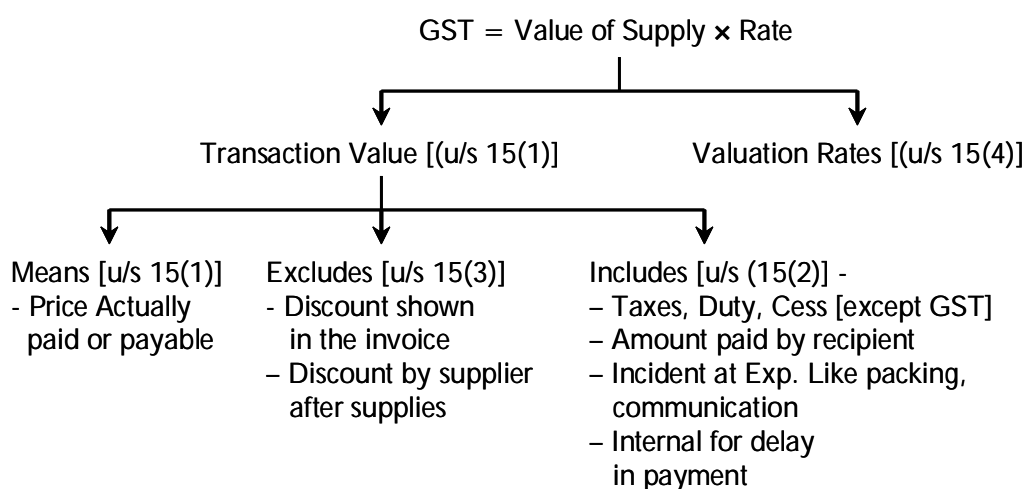 GST = Value of Supply × Rate
Transaction Value [(u/s 15(1)]
Valuation Rates [(u/s 15(4)]
Means [u/s 15(1)]
- Price Actually
paid or payable
Excludes [u/s 15(3)]
- Discount shown
in the invoice
– Discount by supplier
after supplies
Includes [u/s (15(2)] -
– Taxes, Duty, Cess [except GST]
– Amount paid by recipient
– Incident at Exp. Like packing,
communication
– Internal for delay
in payment